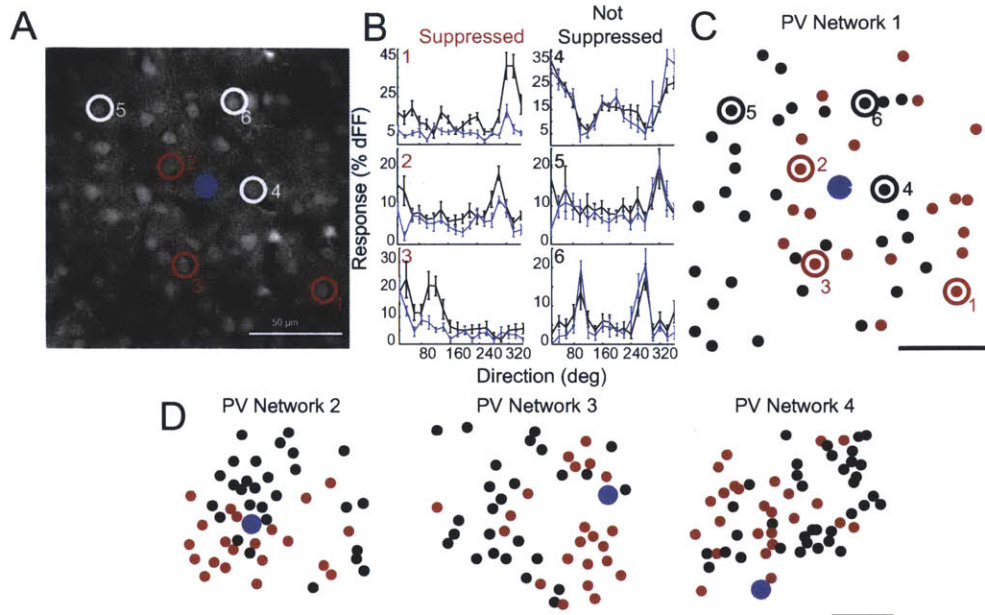 A
5
6
2
4
3
1
50 µm
B
Suppressed
Not
Suppressed
Response (% dFF)
1
45
35
25
15
5
4
35
25
15
5
2
20
10
0
5
20
10
0
3
30
20
10
0
6
20
10
0
80 160 240 320
80 160 240 320
Direction (deg)
C
PV Network 1
5
6
2
4
3
1
D
PV Network 2
PV Network 3
PV Network 4